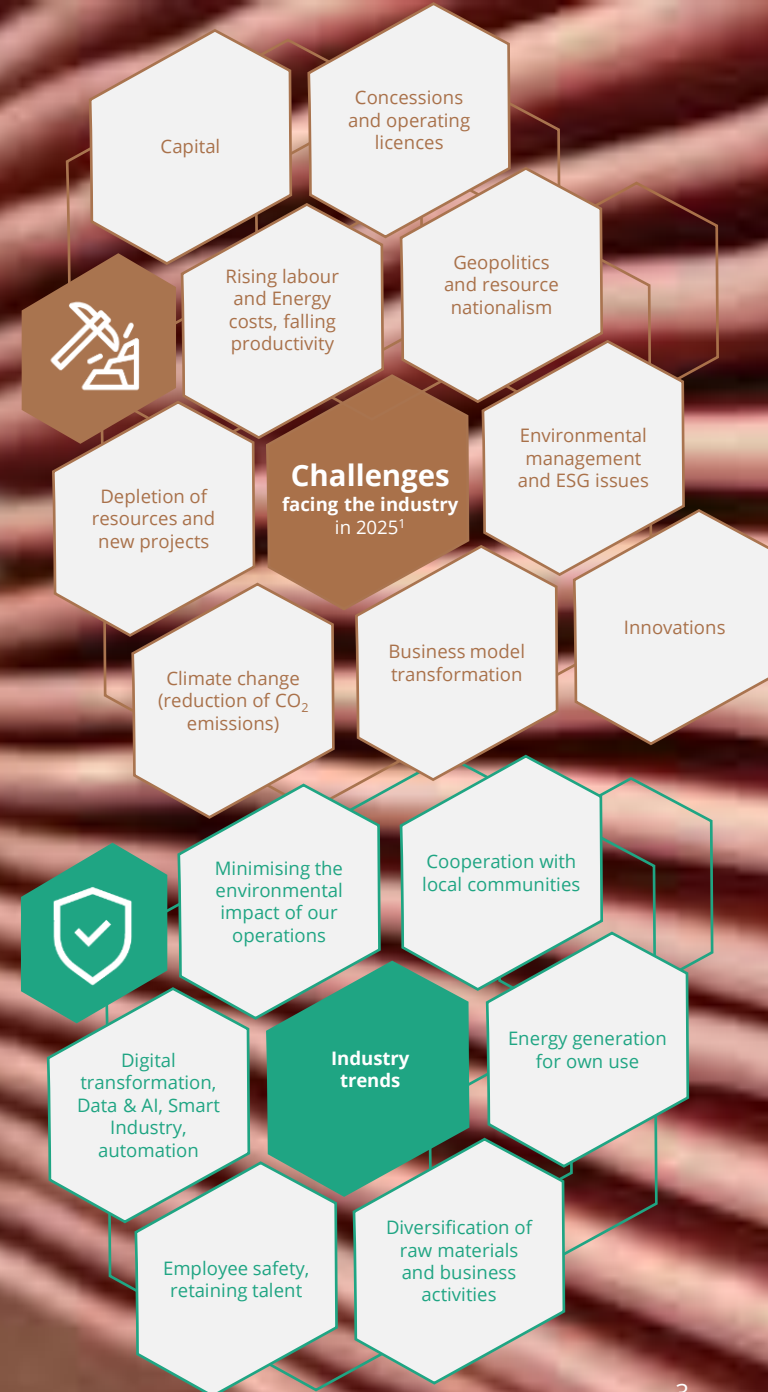 Capital
Concessions
and operating
licences
Rising labour
and Energy
costs, falling
productivity
Geopolitics
and resource
nationalism
Challenges
facing the industry
in 2025¹
Environmental
management
and ESG issues
Depletion of
resources and
new projects
Climate change
(reduction of CO₂
emissions)
Business model
transformation
Innovations
Minimising the
environmental
impact of our
operations
Cooperation with
local communities
Industry
trends
Energy generation
for own use
Digital
transformation,
Data & AI, Smart
Industry,
automation
Employee safety,
retaining talent
Diversification of
raw materials
and business
activities